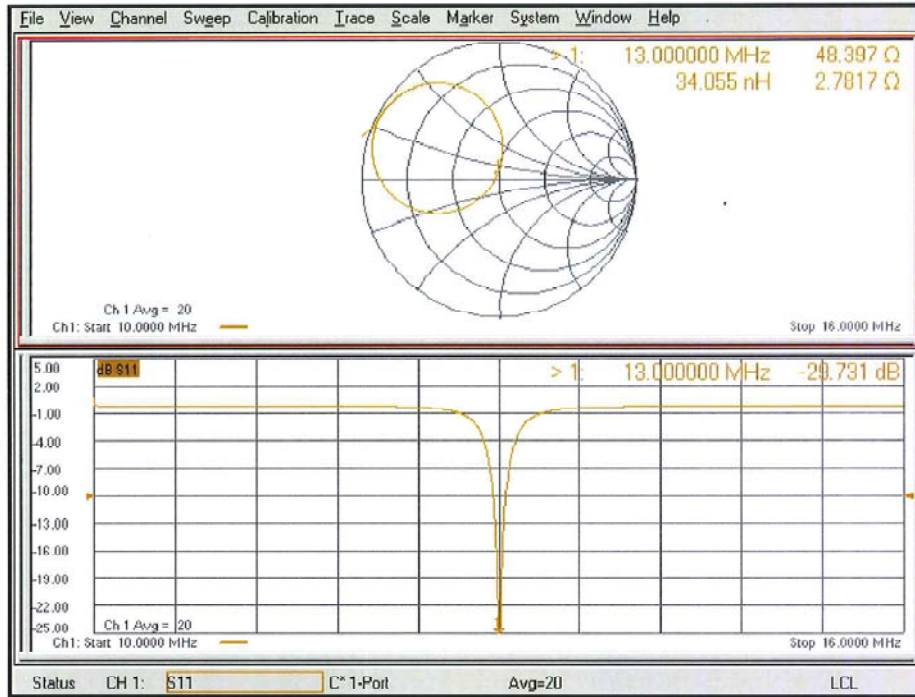 File View Channel Sweep Calibration Trace Scale Marker System Window Help
> 1: 13.000000 MHz 48.397 Ω
34.055 nH 2.7817 Ω
Ch 1 Avg = 20
Ch1: Start 10.0000 MHz
Stop 16.0000 MHz
5.00
dB S11
> 1: 13.000000 MHz -29.731 dB
2.00
-1.00
-4.00
-7.00
-10.00
-13.00
-16.00
-19.00
-22.00
-25.00
Ch 1 Avg = 20
Ch1: Start 10.0000 MHz
Stop 16.0000 MHz
Status CH 1: S11 C* 1-Port Avg=20 LCL